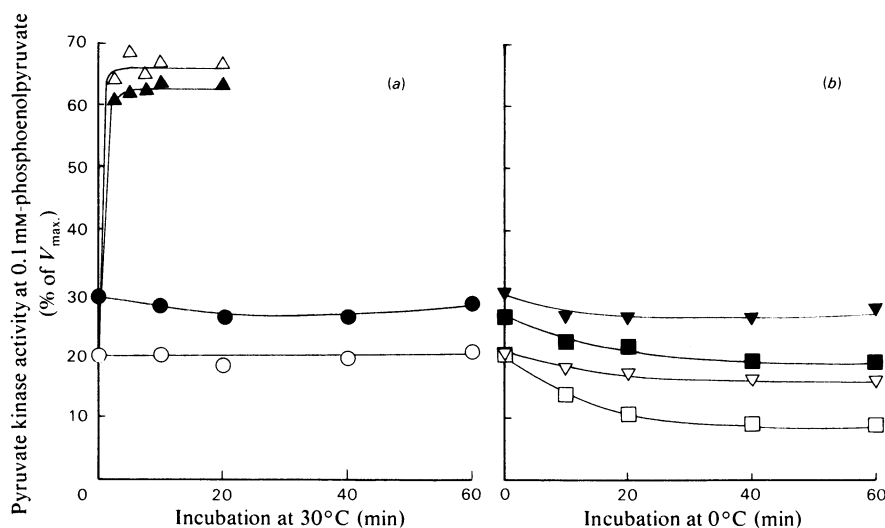 Pyruvate kinase activity at 0.1 mM-phosphoenolpyruvate
(% of Vmax.)
70
60
50
40
30
20
10
0
(a)
(b)
20
40
60
0
20
40
60
Incubation at 30°C (min)
Incubation at 0°C (min)